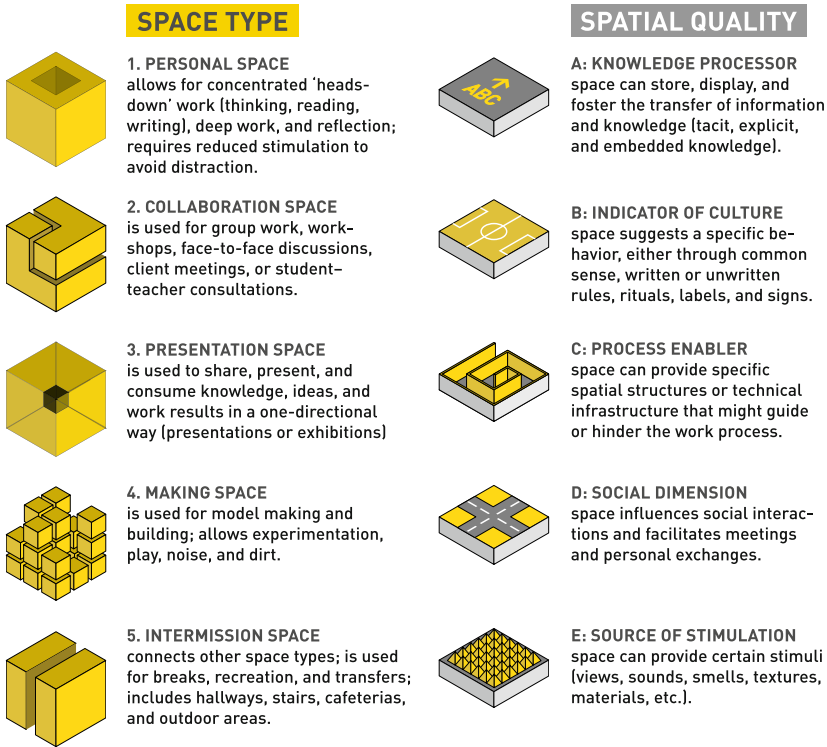 SPACE TYPE
1. PERSONAL SPACE
allows for concentrated ‘heads-
down’ work (thinking, reading,
writing), deep work, and reflection;
requires reduced stimulation to
avoid distraction.
2. COLLABORATION SPACE
is used for group work, work-
shops, face-to-face discussions,
client meetings, or student–
teacher consultations.
3. PRESENTATION SPACE
is used to share, present, and
consume knowledge, ideas, and
work results in a one-directional
way (presentations or exhibitions)
4. MAKING SPACE
is used for model making and
building; allows experimentation,
play, noise, and dirt.
5. INTERMISSION SPACE
connects other space types; is used
for breaks, recreation, and transfers;
includes hallways, stairs, cafeterias,
and outdoor areas.
SPATIAL QUALITY
ABC
A: KNOWLEDGE PROCESSOR
space can store, display, and
foster the transfer of information
and knowledge (tacit, explicit,
and embedded knowledge).
B: INDICATOR OF CULTURE
space suggests a specific be-
havior, either through common
sense, written or unwritten
rules, rituals, labels, and signs.
C: PROCESS ENABLER
space can provide specific
spatial structures or technical
infrastructure that might guide
or hinder the work process.
D: SOCIAL DIMENSION
space influences social interac-
tions and facilitates meetings
and personal exchanges.
E: SOURCE OF STIMULATION
space can provide certain stimuli
(views, sounds, smells, textures,
materials, etc.).